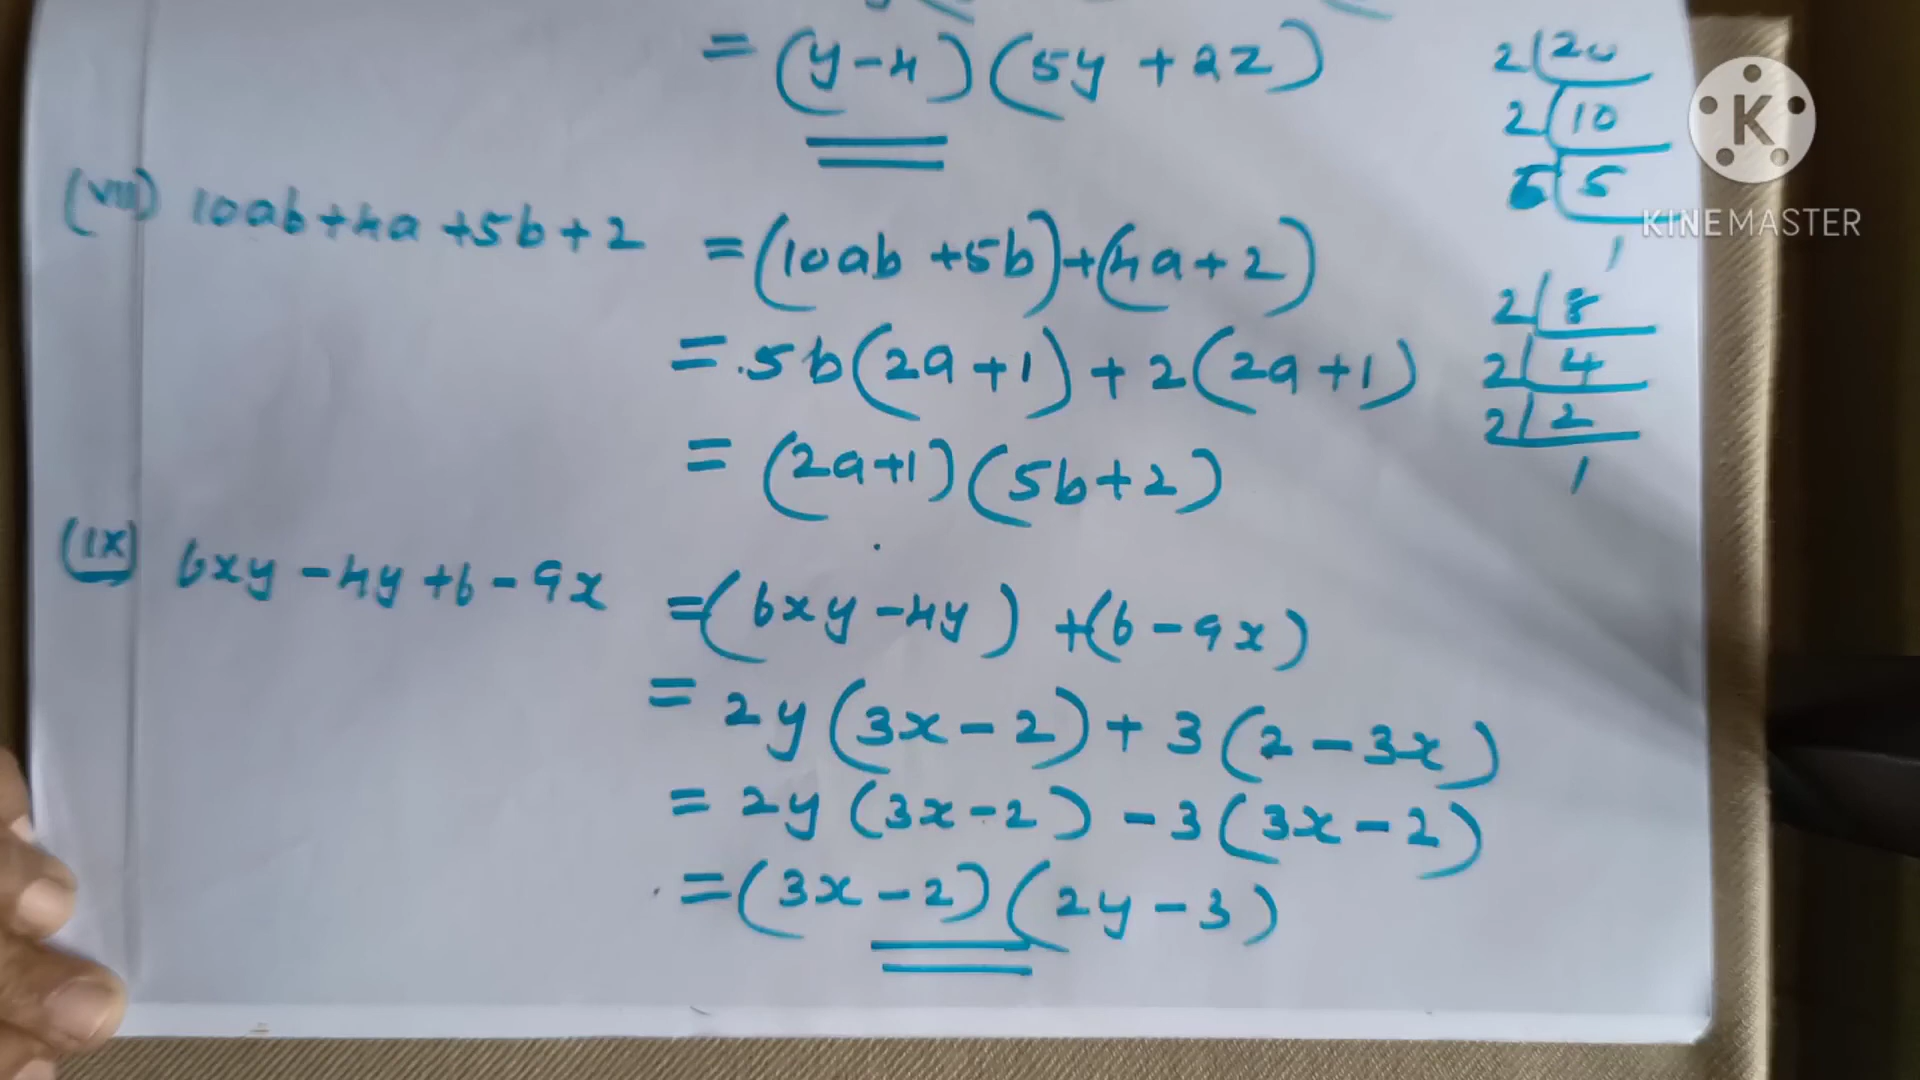 = (y-4) (5y + 2z)
(viii) 10ab+4a+5b+2 = (10ab+5b)+(4a+2)
= 5b(2a+1) + 2(2a+1)
= (2a+1) (5b+2)
(ix) 6xy - 4y + 6 - 9x = (6xy - 4y) + (6 - 9x)
= 2y (3x - 2) + 3 (2 - 3x)
= 2y (3x - 2) - 3 (3x - 2)
= (3x - 2) (2y - 3)
2 | 20
2 | 10
5 | 5
1
2 | 8
2 | 4
2 | 2
1
K
KINEMASTER